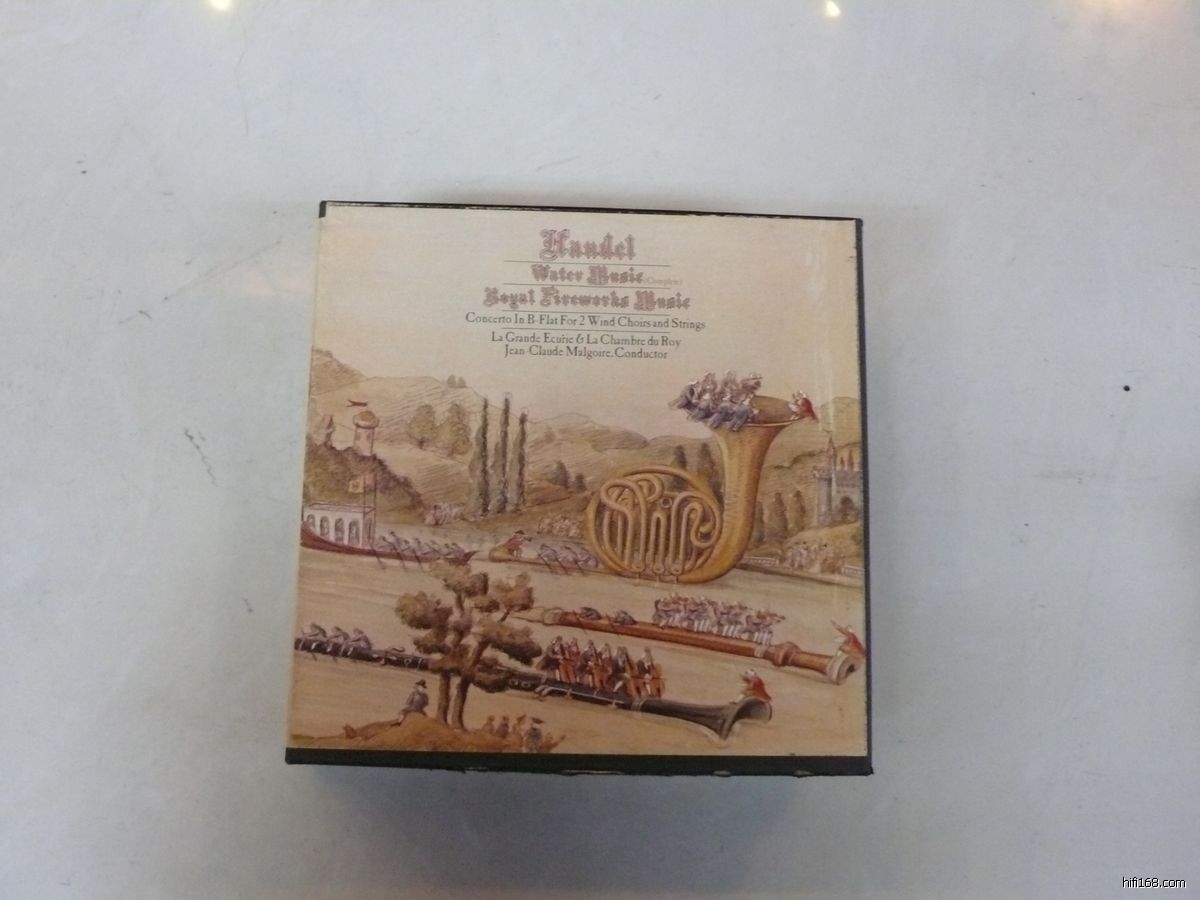 Handel
Water Music (Complete)
Royal Fireworks Music
Concerto In B-Flat For 2 Wind Choirs and Strings
La Grande Ecurie & La Chambre du Roy
Jean-Claude Malgoire, Conductor
hifi168.com